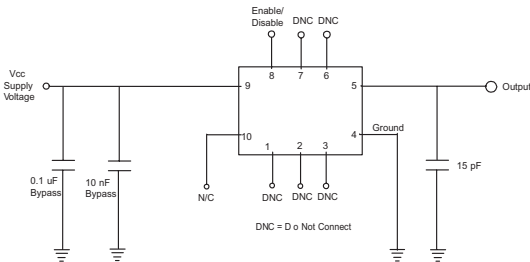 Enable/
Disable
DNC DNC
8 7 6
Vcc
Supply
Voltage
9
5
Output
10
4
Ground
1 2 3
0.1 uF
Bypass
10 nF
Bypass
15 pF
N/C
DNC
DNC
DNC
DNC = D o Not Connect